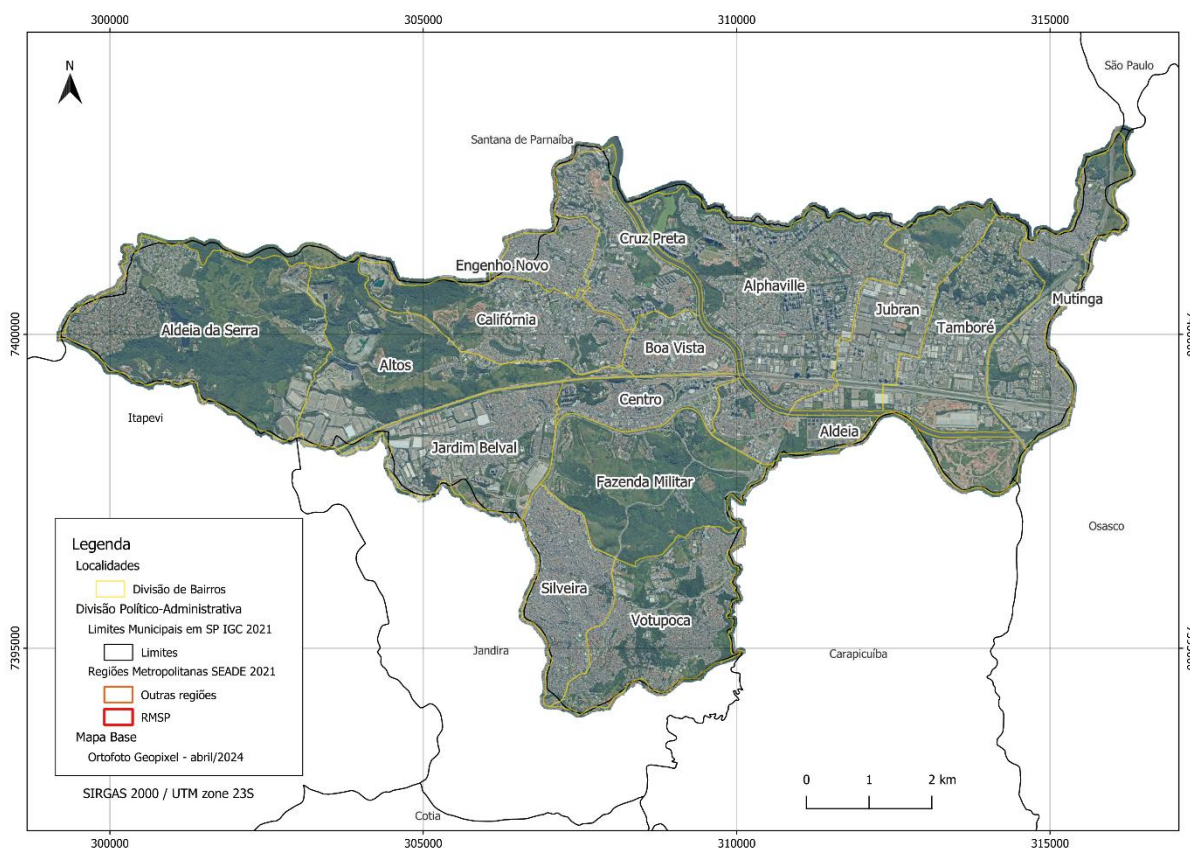 300000
305000
310000
315000
São Paulo
N
Santana de Parnaíba
Cruz Preta
Engenho Novo
Alphaville
Mutinga
Califórnia
Jubran
Aldeia da Serra
Tamboré
7400000
7400000
Boa Vista
Altos
Centro
Itapevi
Aldeia
Jardim Belval
Fazenda Militar
Osasco
Legenda
Localidades
Divisão de Bairros
Silveira
Divisão Político-Administrativa
Votupoca
Limites Municipais em SP IGC 2021
7395000
7395000
Limites
Jandira
Carapicuíba
Regiões Metropolitanas SEADE 2021
Outras regiões
RMSP
Mapa Base
Ortofoto Geopixel - abril/2024
0 1 2 km
SIRGAS 2000 / UTM zone 23S
Cotia
300000
305000
310000
315000